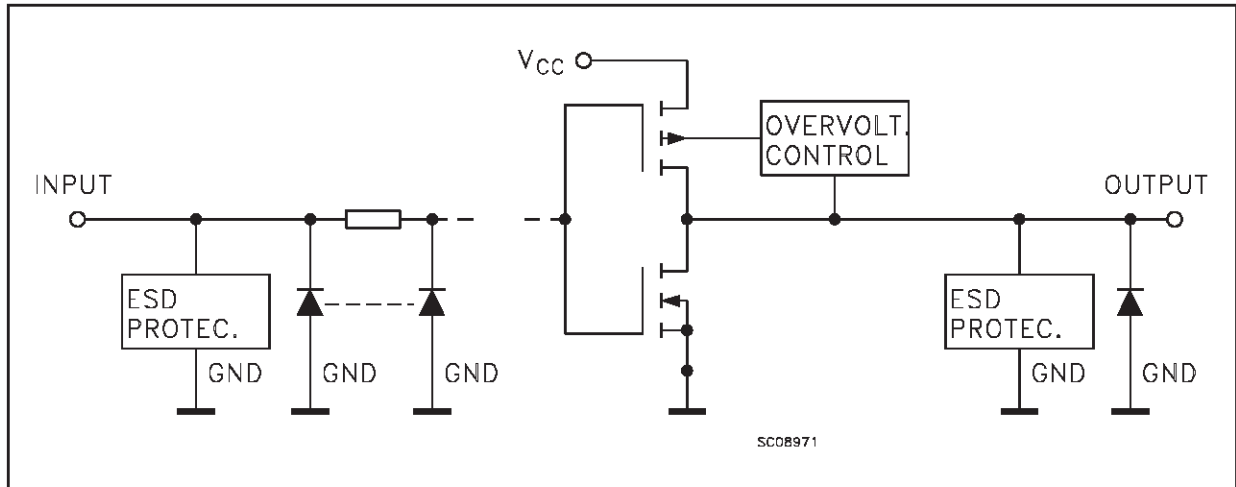 VCC
OVERVOLT.
CONTROL
INPUT
OUTPUT
ESD
PROTEC.
GND
GND
GND
ESD
PROTEC.
GND
GND
SC08971